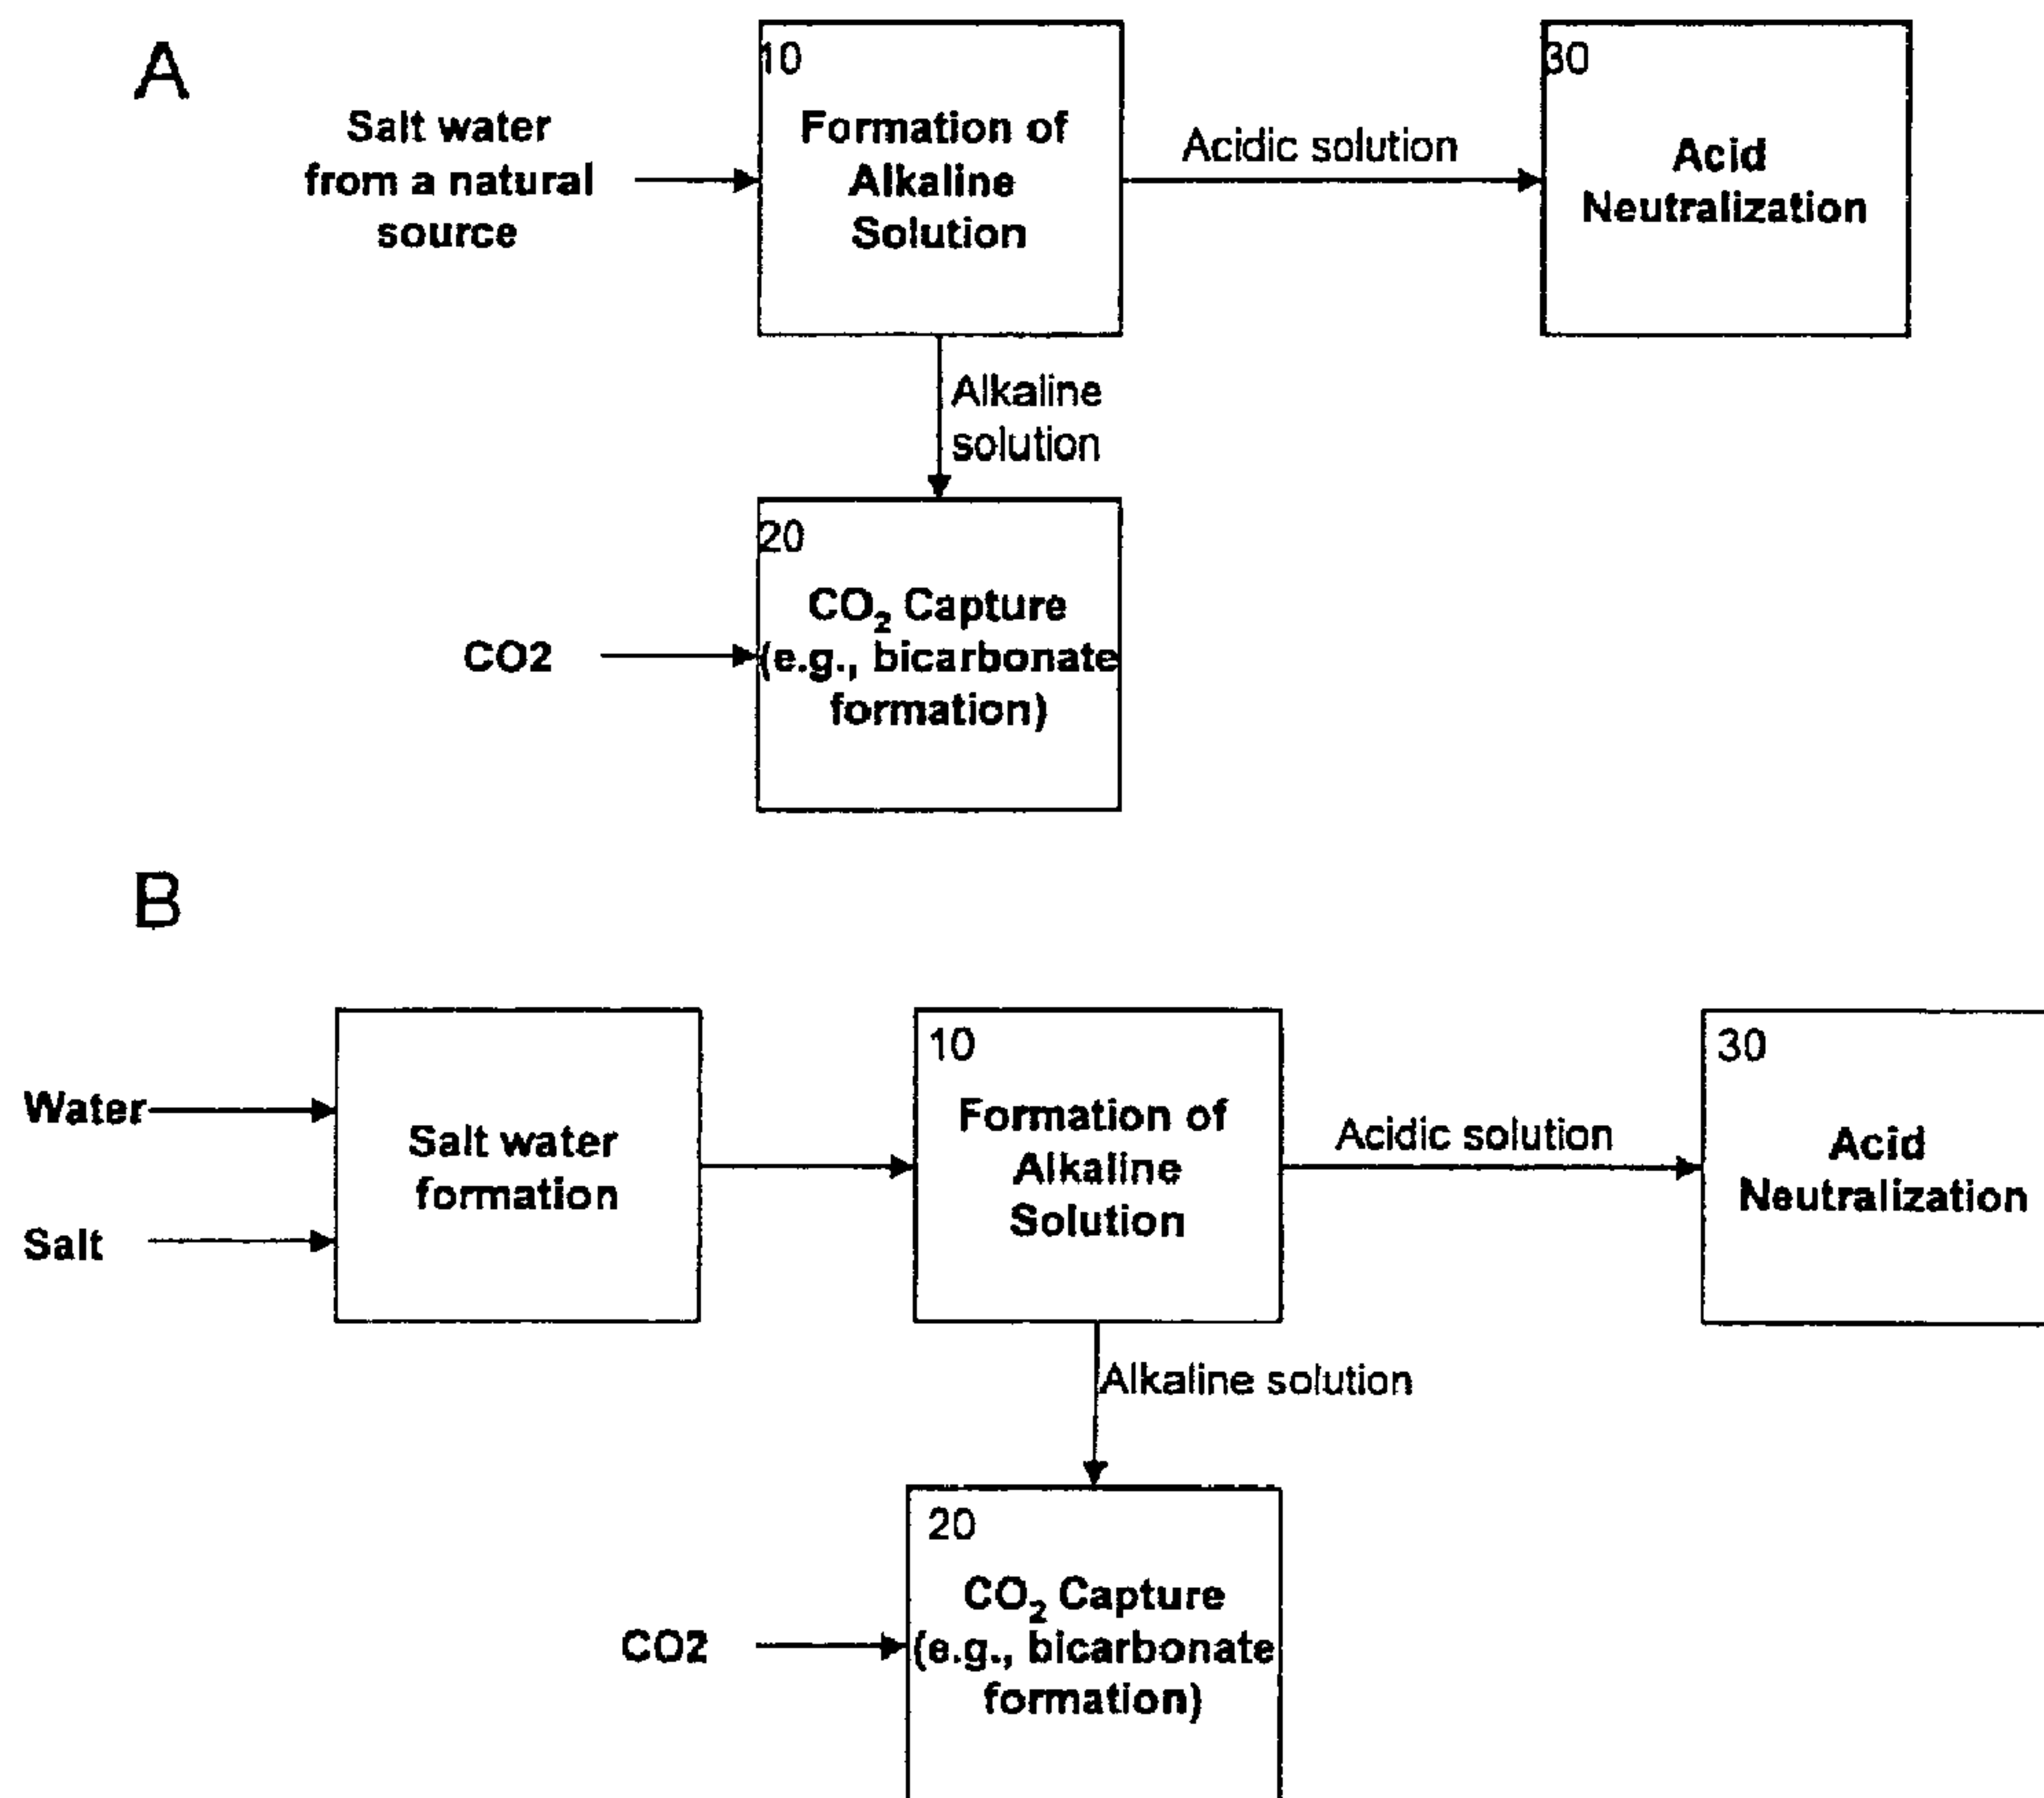 A
10
30
Salt water
from a natural
source
Formation of
Alkaline
Solution
Acidic solution
Acid
Neutralization
Alkaline
solution
20
CO2
CO₂ Capture
(e.g., bicarbonate
formation)
B
10
30
Water
Salt
Salt water
formation
Formation of
Alkaline
Solution
Acidic solution
Acid
Neutralization
Alkaline solution
20
CO2
CO₂ Capture
(e.g., bicarbonate
formation)